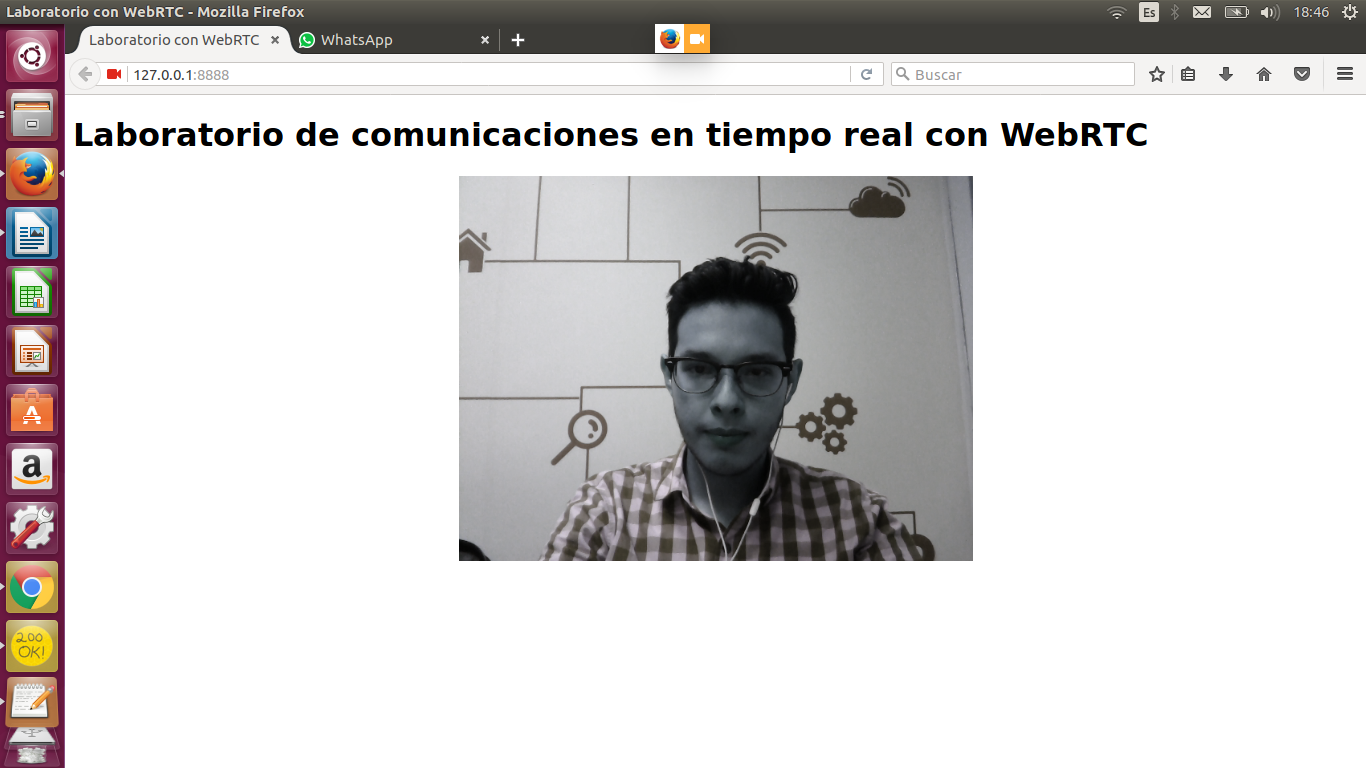 Laboratorio con WebRTC - Mozilla Firefox
Es
18:46
Laboratorio con WebRTC
WhatsApp
127.0.0.1:8888
Buscar
Laboratorio de comunicaciones en tiempo real con WebRTC
A
a
200
OK!